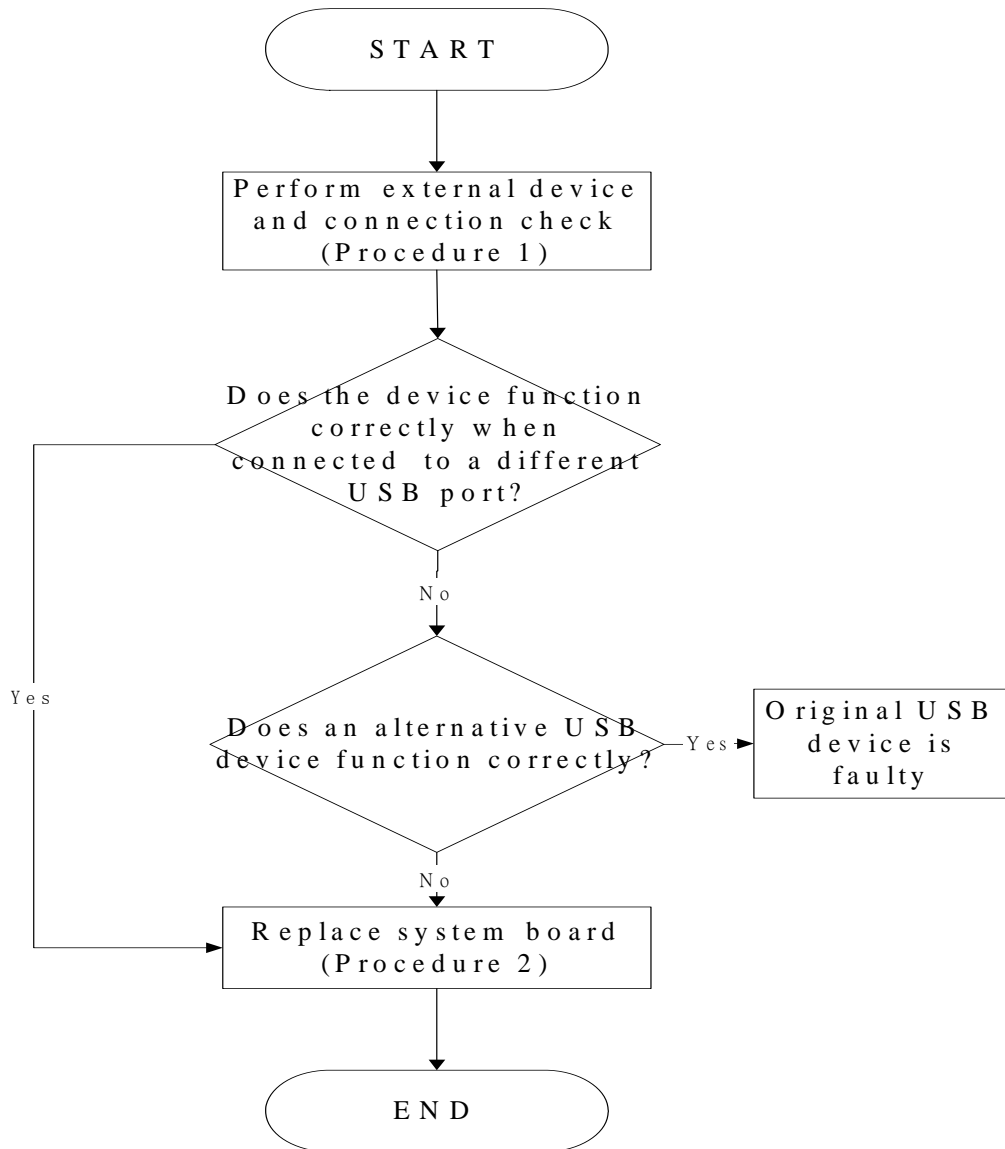 START
Perform external device
and connection check
(Procedure 1)
Does the device function
correctly when
connected to a different
USB port?
No
Yes
Does an alternative USB
device function correctly?
Yes
Original USB
device is
faulty
No
Replace system board
(Procedure 2)
END